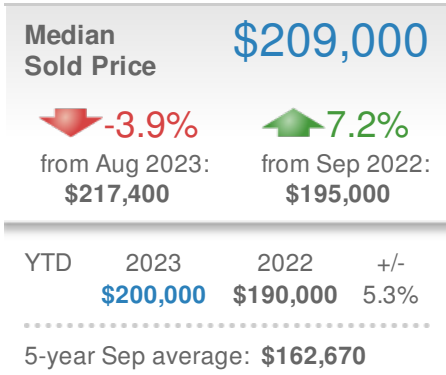 Median $209,000
Sold Price
-3.9% 7.2%
from Aug 2023: from Sep 2022:
$217,400 $195,000
YTD 2023 2022 +/-
$200,000 $190,000 5.3%
5-year Sep average: $162,670